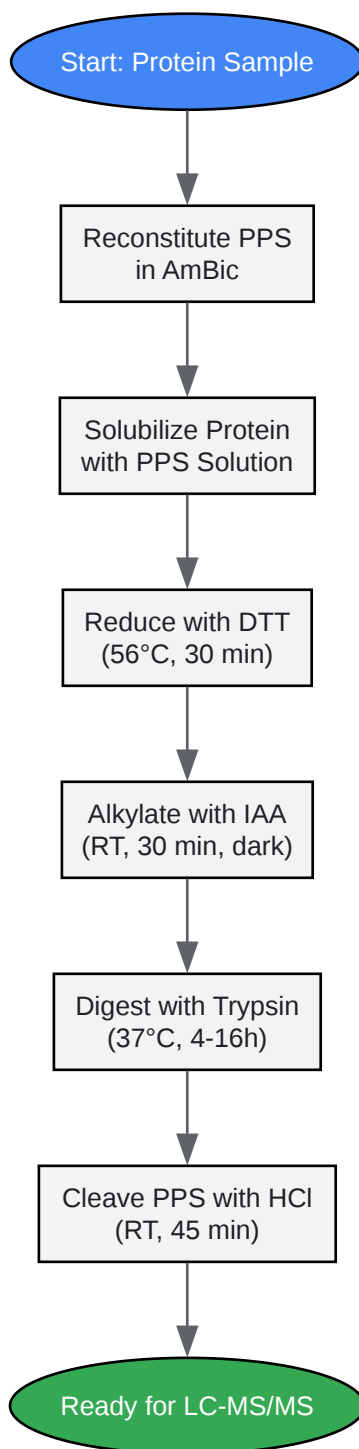 Start: Protein Sample
Reconstitute PPS
in AmBic
Solubilize Protein
with PPS Solution
Reduce with DTT
(56°C, 30 min)
Alkylate with IAA
(RT, 30 min, dark)
Digest with Trypsin
(37°C, 4-16h)
Cleave PPS with HCl
(RT, 45 min)
Ready for LC-MS/MS